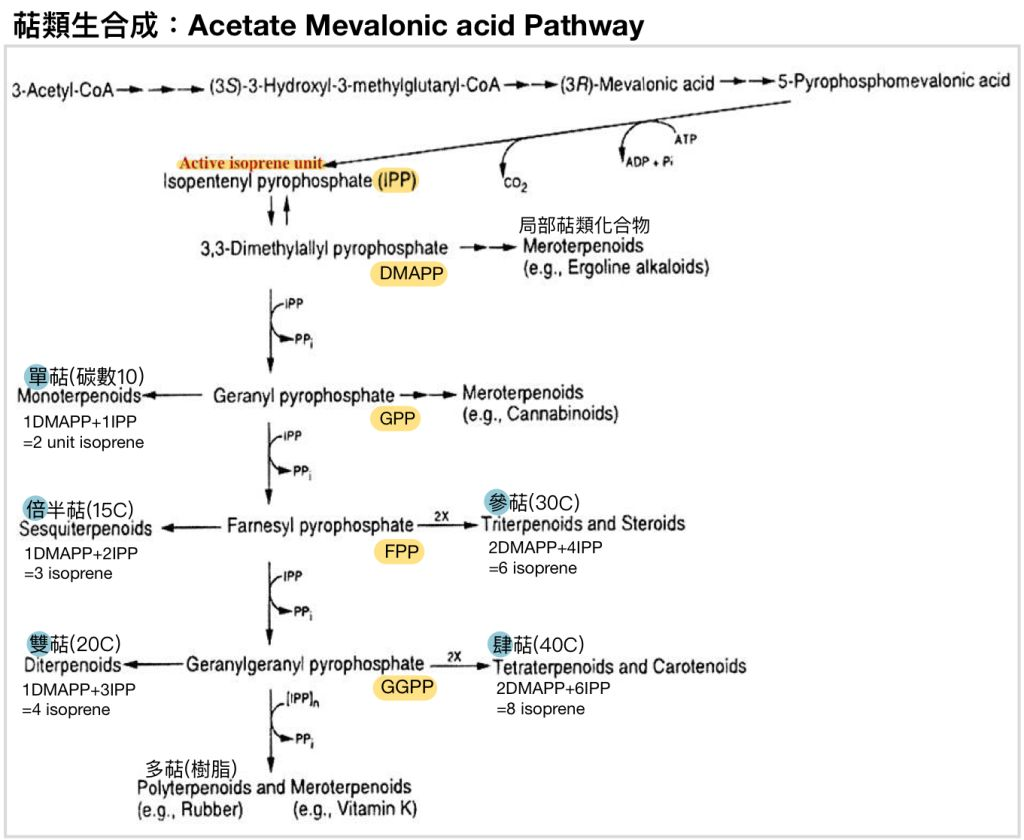 萜類生合成：Acetate Mevalonic acid Pathway
3-Acetyl-CoA (3S)-3-Hydroxyl-3-methylglutaryl-CoA (3R)-Mevalonic acid 5-Pyrophosphomevalonic acid
ATP
ADP + Pi
CO2
Active isoprene unit
Isopentenyl pyrophosphate (IPP)
3,3-Dimethylallyl pyrophosphate
DMAPP
局部萜類化合物
Meroterpenoids
(e.g., Ergoline alkaloids)
IPP
PPi
單萜(碳數10)
Monoterpenoids
1DMAPP+1IPP
=2 unit isoprene
Geranyl pyrophosphate
GPP
Meroterpenoids
(e.g., Cannabinoids)
IPP
PPi
倍半萜(15C)
Sesquiterpenoids
1DMAPP+2IPP
=3 isoprene
Farnesyl pyrophosphate
FPP
2X
參萜(30C)
Triterpenoids and Steroids
2DMAPP+4IPP
=6 isoprene
IPP
PPi
雙萜(20C)
Diterpenoids
1DMAPP+3IPP
=4 isoprene
Geranylgeranyl pyrophosphate
GGPP
2X
肆萜(40C)
Tetraterpenoids and Carotenoids
2DMAPP+6IPP
=8 isoprene
[IPP]n
PPi
多萜(樹脂)
Polyterpenoids and Meroterpenoids
(e.g., Rubber) (e.g., Vitamin K)